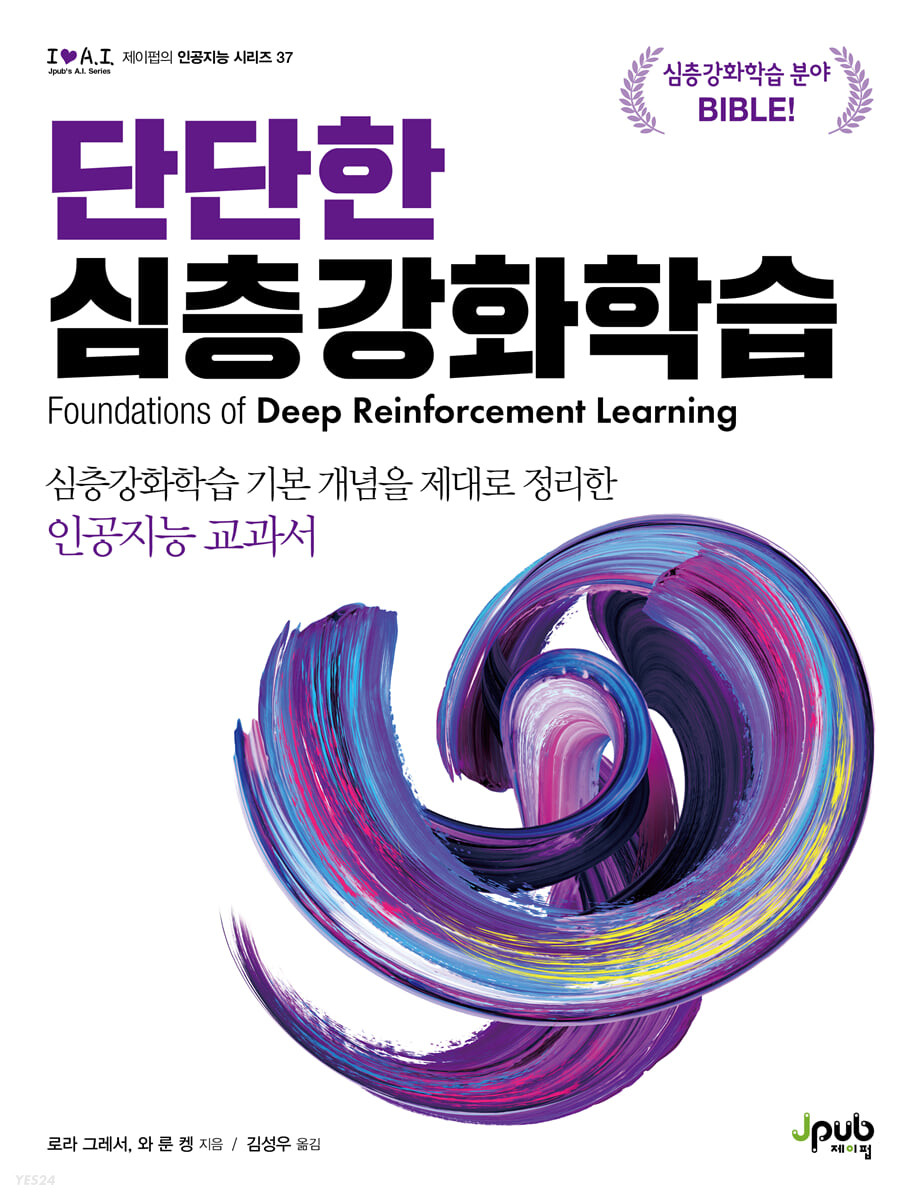 I♥A.I. 제이펍의 인공지능 시리즈 37
Jpub's A.I. Series
심층강화학습 분야
BIBLE!
단단한
심층강화학습
Foundations of Deep Reinforcement Learning
심층강화학습 기본 개념을 제대로 정리한
인공지능 교과서
로라 그레서, 와 룬 켕 지음 / 김성우 옮김
Jpub
제이펍
YES24